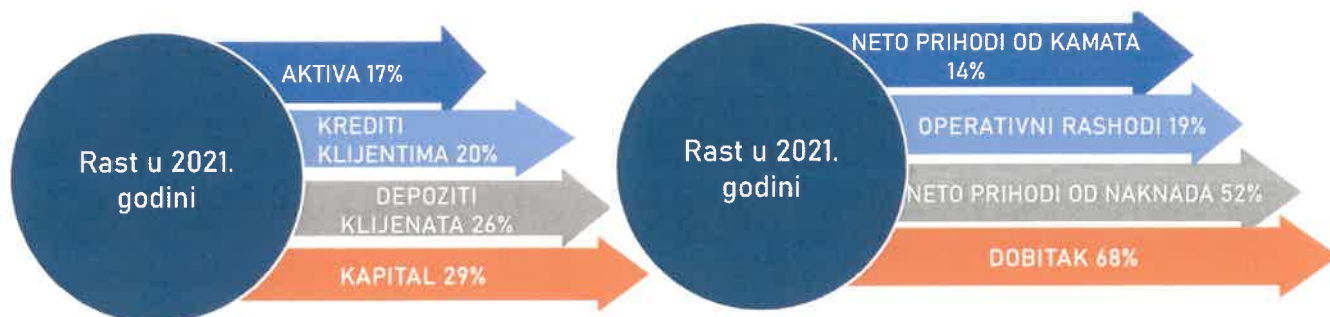 Rast u 2021.
godini
AKTIVA 17%
KREDITI
KLIJENTIMA 20%
DEPOZITI
KLIJENATA 26%
KAPITAL 29%
Rast u 2021.
godini
NETO PRIHODI OD KAMATA
14%
OPERATIVNI RASHODI 19%
NETO PRIHODI OD NAKNADA 52%
DOBITAK 68%